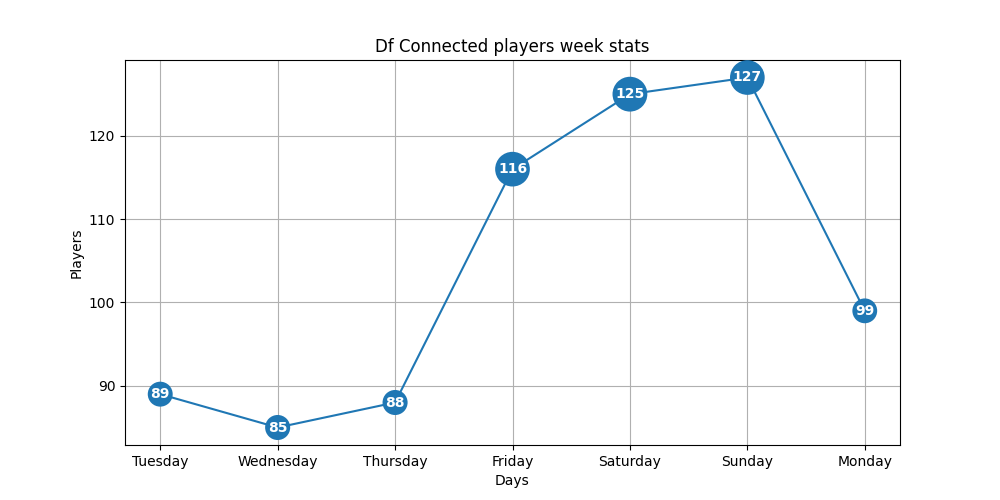 Df Connected players week stats
127
125
120
116
110
Players
100
99
90
89
88
85
Tuesday Wednesday Thursday Friday Saturday Sunday Monday
Days